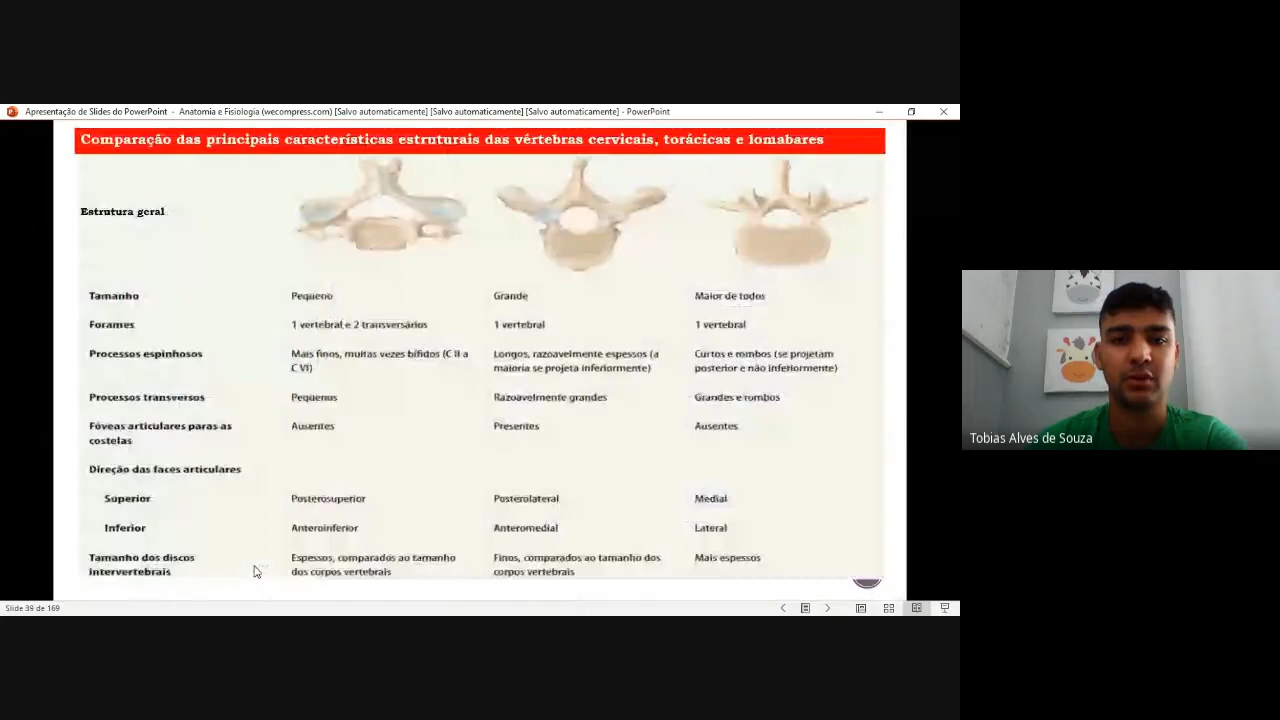 Apresentação de Slides do PowerPoint - Anatomia e Fisiologia (wecompress.com) [Salvo automaticamente] [Salvo automaticamente] [Salvo automaticamente] - PowerPoint
Comparação das principais características estruturais das vértebras cervicais, torácicas e lomabares
Estrutura geral
Tamanho Pequeno Grande Maior de todos
Forames 1 vertebral e 2 transversários 1 vertebral 1 vertebral
Processos espinhosos Mais finos, muitas vezes bífidos (C II a Longos, razoavelmente espessos (a Curtos e rombos (se projetam
C VI) maioria se projeta inferiormente) posterior e não inferiormente)
Processos transversos Pequenos Razoavelmente grandes Grandes e rombos
Fóveas articulares paras as Ausentes Presentes Ausentes
costelas
Direção das faces articulares
Superior Posterosuperior Posterolateral Medial
Inferior Anteroinferior Anteromedial Lateral
Tamanho dos discos Espessos, comparados ao tamanho Finos, comparados ao tamanho dos Mais espessos
intervertebrais dos corpos vertebrais corpos vertebrais
Slide 39 de 169
Tobias Alves de Souza